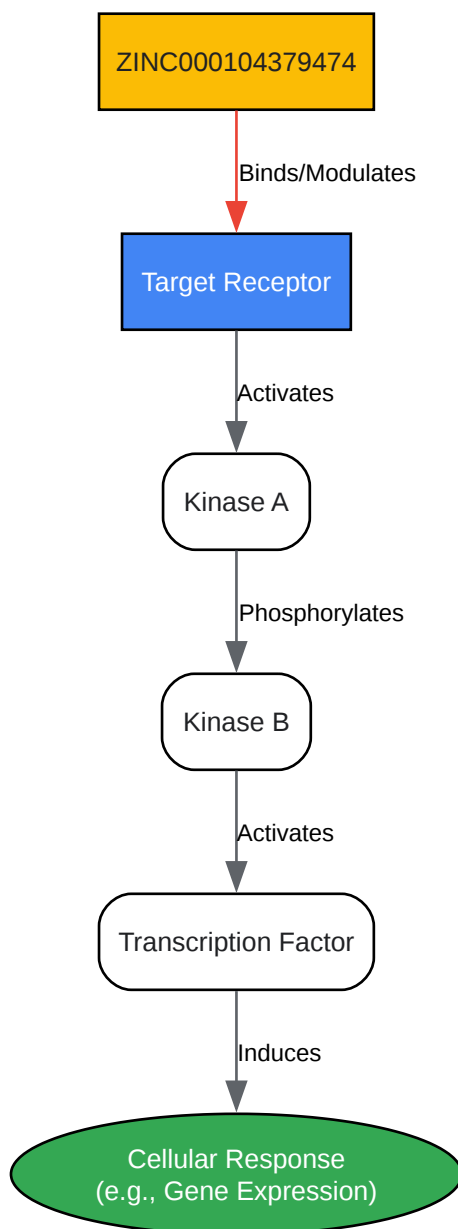 ZINC000104379474
Binds/Modulates
Target Receptor
Activates
Kinase A
Phosphorylates
Kinase B
Activates
Transcription Factor
Induces
Cellular Response
(e.g., Gene Expression)